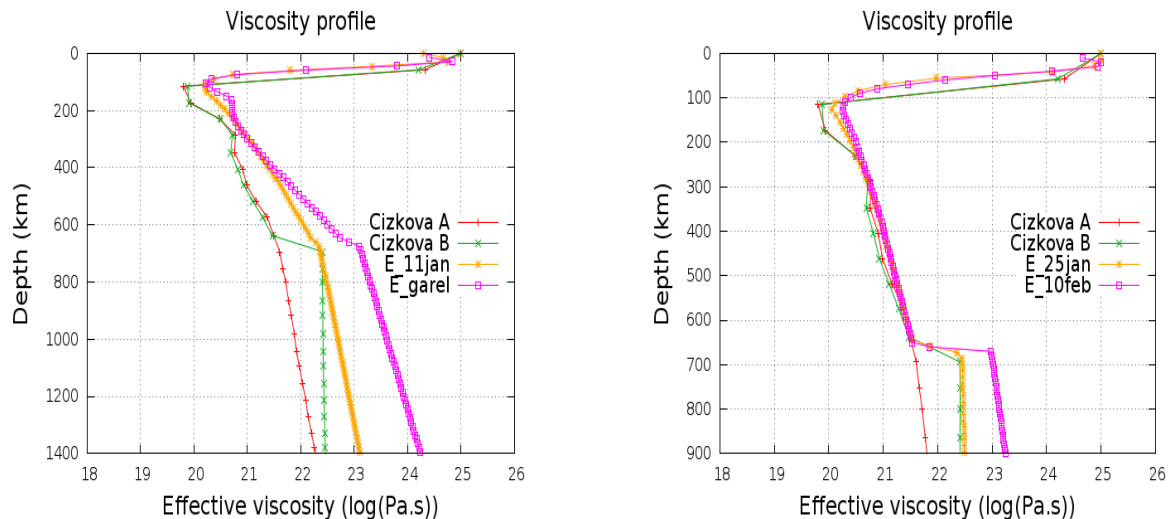 Viscosity profile
0
200
400
600
800
1000
1200
1400
18 19 20 21 22 23 24 25 26
Depth (km)
Effective viscosity (log(Pa.s))
Cizkova A
Cizkova B
E_11jan
E_garel
Viscosity profile
0
100
200
300
400
500
600
700
800
900
18 19 20 21 22 23 24 25 26
Depth (km)
Effective viscosity (log(Pa.s))
Cizkova A
Cizkova B
E_25jan
E_10feb